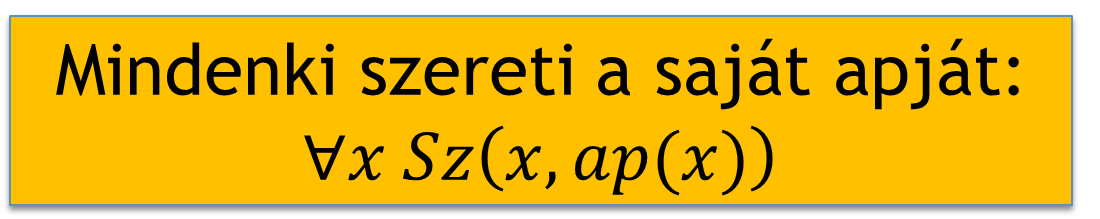 Mindenki szereti a saját apját:
∀x Sz(x, ap(x))